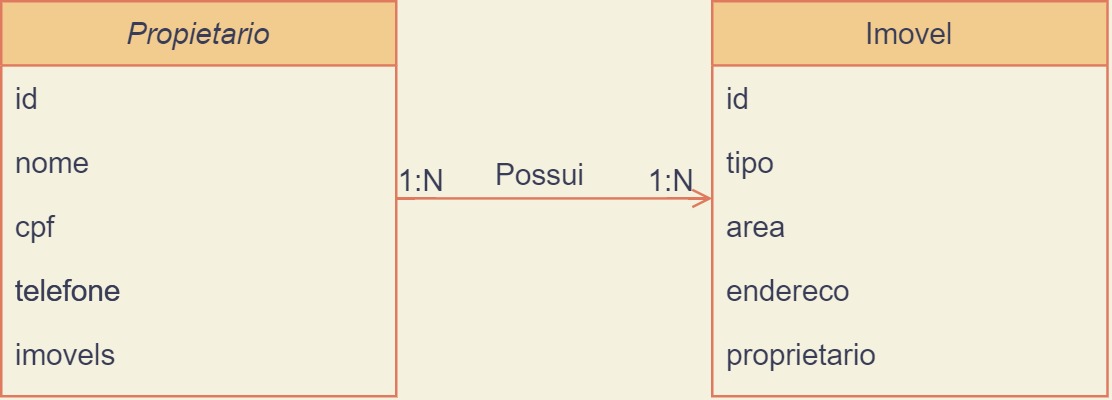 Propietario
id
nome
cpf
telefone
imovels
1:N Possui 1:N
Imovel
id
tipo
area
endereco
proprietario